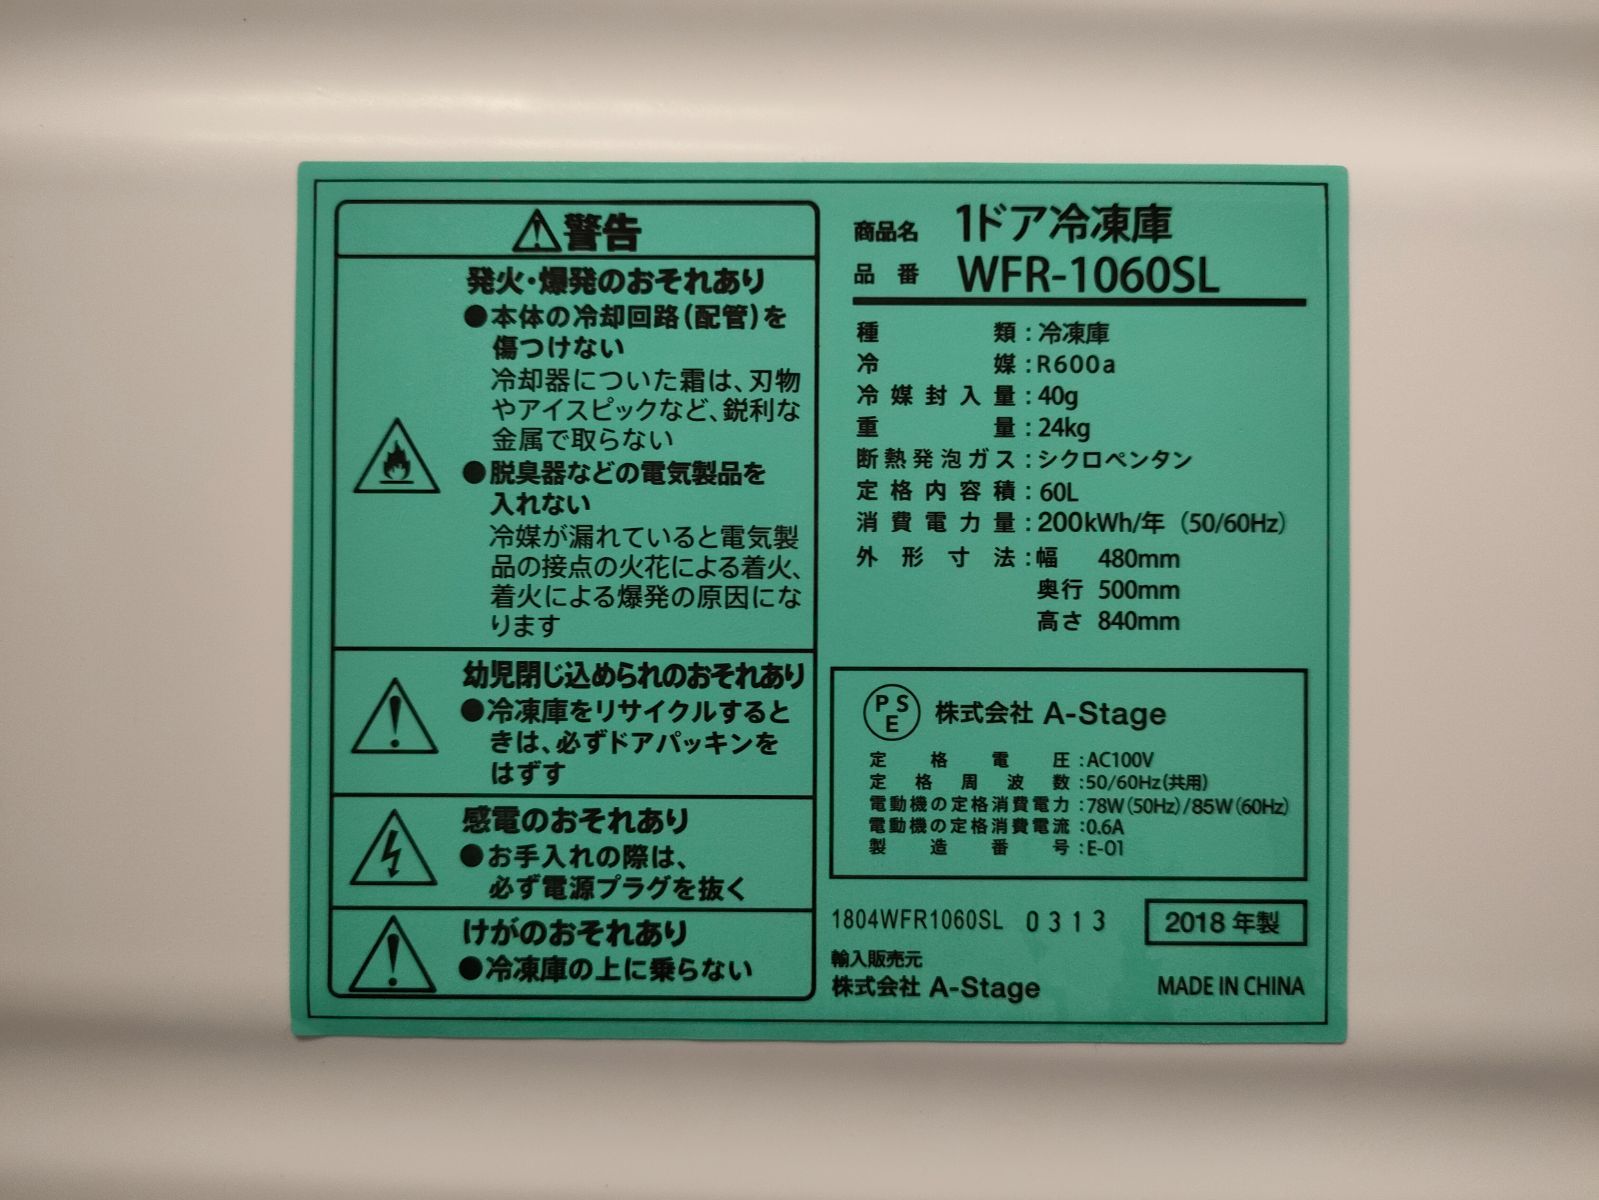 警告
発火・爆発のおそれあり
●本体の冷却回路(配管)を
傷つけない
冷却器についた霜は、刃物
やアイスピックなど、鋭利な
金属で取らない
●脱臭器などの電気製品を
入れない
冷媒が漏れていると電気製
品の接点の火花による着火、
着火による爆発の原因にな
ります
幼児閉じ込められのおそれあり
●冷凍庫をリサイクルすると
きは、必ずドアパッキンを
はずす
感電のおそれあり
●お手入れの際は、
必ず電源プラグを抜く
けがのおそれあり
●冷凍庫の上に乗らない
商品名 1ドア冷凍庫
品番 WFR-1060SL
種類:冷凍庫
冷媒:R600a
冷媒封入量:40g
重量:24kg
断熱発泡ガス:シクロペンタン
定格内容積:60L
消費電力量:200kWh/年(50/60Hz)
外形寸法:幅 480mm
奥行 500mm
高さ 840mm
PSE 株式会社 A-Stage
定格電圧:AC100V
定格周波数:50/60Hz(共用)
電動機の定格消費電力:78W(50Hz)/85W(60Hz)
電動機の定格消費電流:0.6A
製造番号:E-01
1804WFR1060SL 0313 2018年製
輸入販売元
株式会社 A-Stage MADE IN CHINA